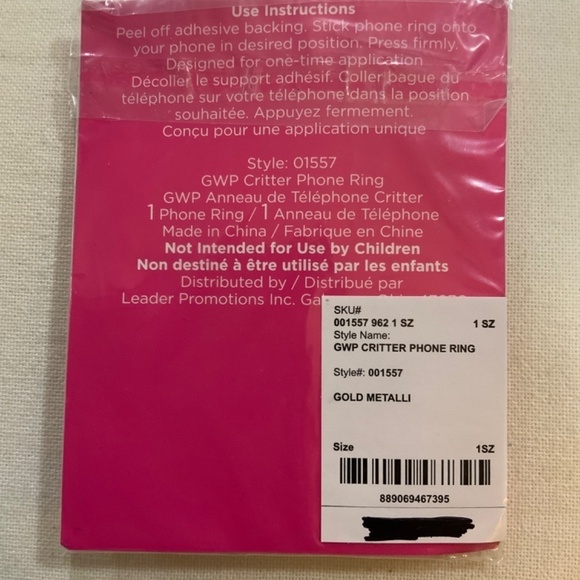 Use Instructions
Peel off adhesive backing. Stick phone ring onto
your phone in desired position. Press firmly.
Designed for one-time application
Décoller le support adhésif. Coller bague du
téléphone sur votre téléphone dans la position
souhaitée. Appuyez fermement.
Conçu pour une application unique
Style: 01557
GWP Critter Phone Ring
GWP Anneau de Téléphone Critter
1 Phone Ring / 1 Anneau de Téléphone
Made in China / Fabrique en Chine
Not Intended for Use by Children
Non destiné à être utilisé par les enfants
Distributed by / Distribué par
Leader Promotions Inc.
SKU#
001557 962 1 SZ 1 SZ
Style Name:
GWP CRITTER PHONE RING
Style#: 001557
GOLD METALLI
Size 1SZ
889069467395